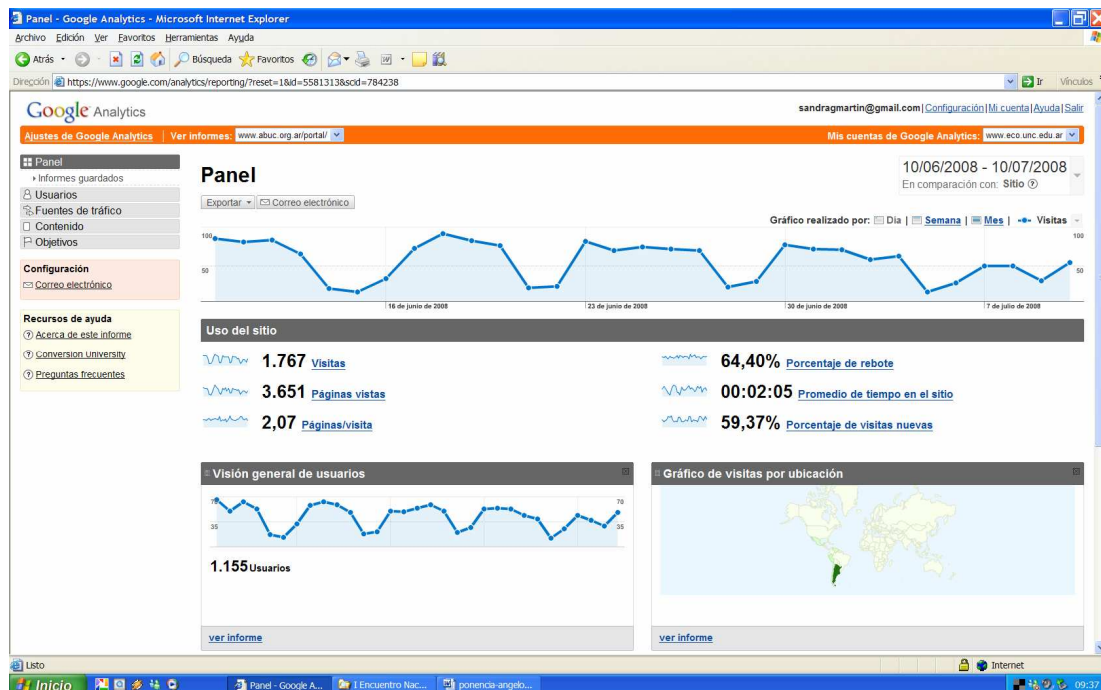 Panel - Google Analytics - Microsoft Internet Explorer
Archivo Edición Ver Favoritos Herramientas Ayuda
Atrás Búsqueda Favoritos
Dirección https://www.google.com/analytics/reporting/?reset=1&id=5581313&scid=784238 Ir Vínculos
Google Analytics
sandragmartin@gmail.com | Configuración | Mi cuenta | Ayuda | Salir
Ajustes de Google Analytics | Ver informes: www.abuc.org.ar/portal/ Mis cuentas de Google Analytics: www.eco.unc.edu.ar
Panel
Informes guardados
Usuarios
Fuentes de tráfico
Contenido
Objetivos
Configuración
Correo electrónico
Recursos de ayuda
Acerca de este informe
Conversion University
Preguntas frecuentes
Panel
10/06/2008 - 10/07/2008
En comparación con: Sitio
Exportar Correo electrónico
Gráfico realizado por: Dia | Semana | Mes | Visitas
100 100
50 50
16 de junio de 2008 23 de junio de 2008 30 de junio de 2008 7 de julio de 2008
Uso del sitio
1.767 Visitas
3.651 Páginas vistas
2,07 Páginas/visita
64,40% Porcentaje de rebote
00:02:05 Promedio de tiempo en el sitio
59,37% Porcentaje de visitas nuevas
Visión general de usuarios
70 70
35 35
1.155 Usuarios
ver informe
Gráfico de visitas por ubicación
ver informe
Listo Internet
Inicio Panel - Google A... I Encuentro Nac... ponencia-angelo... 09:37